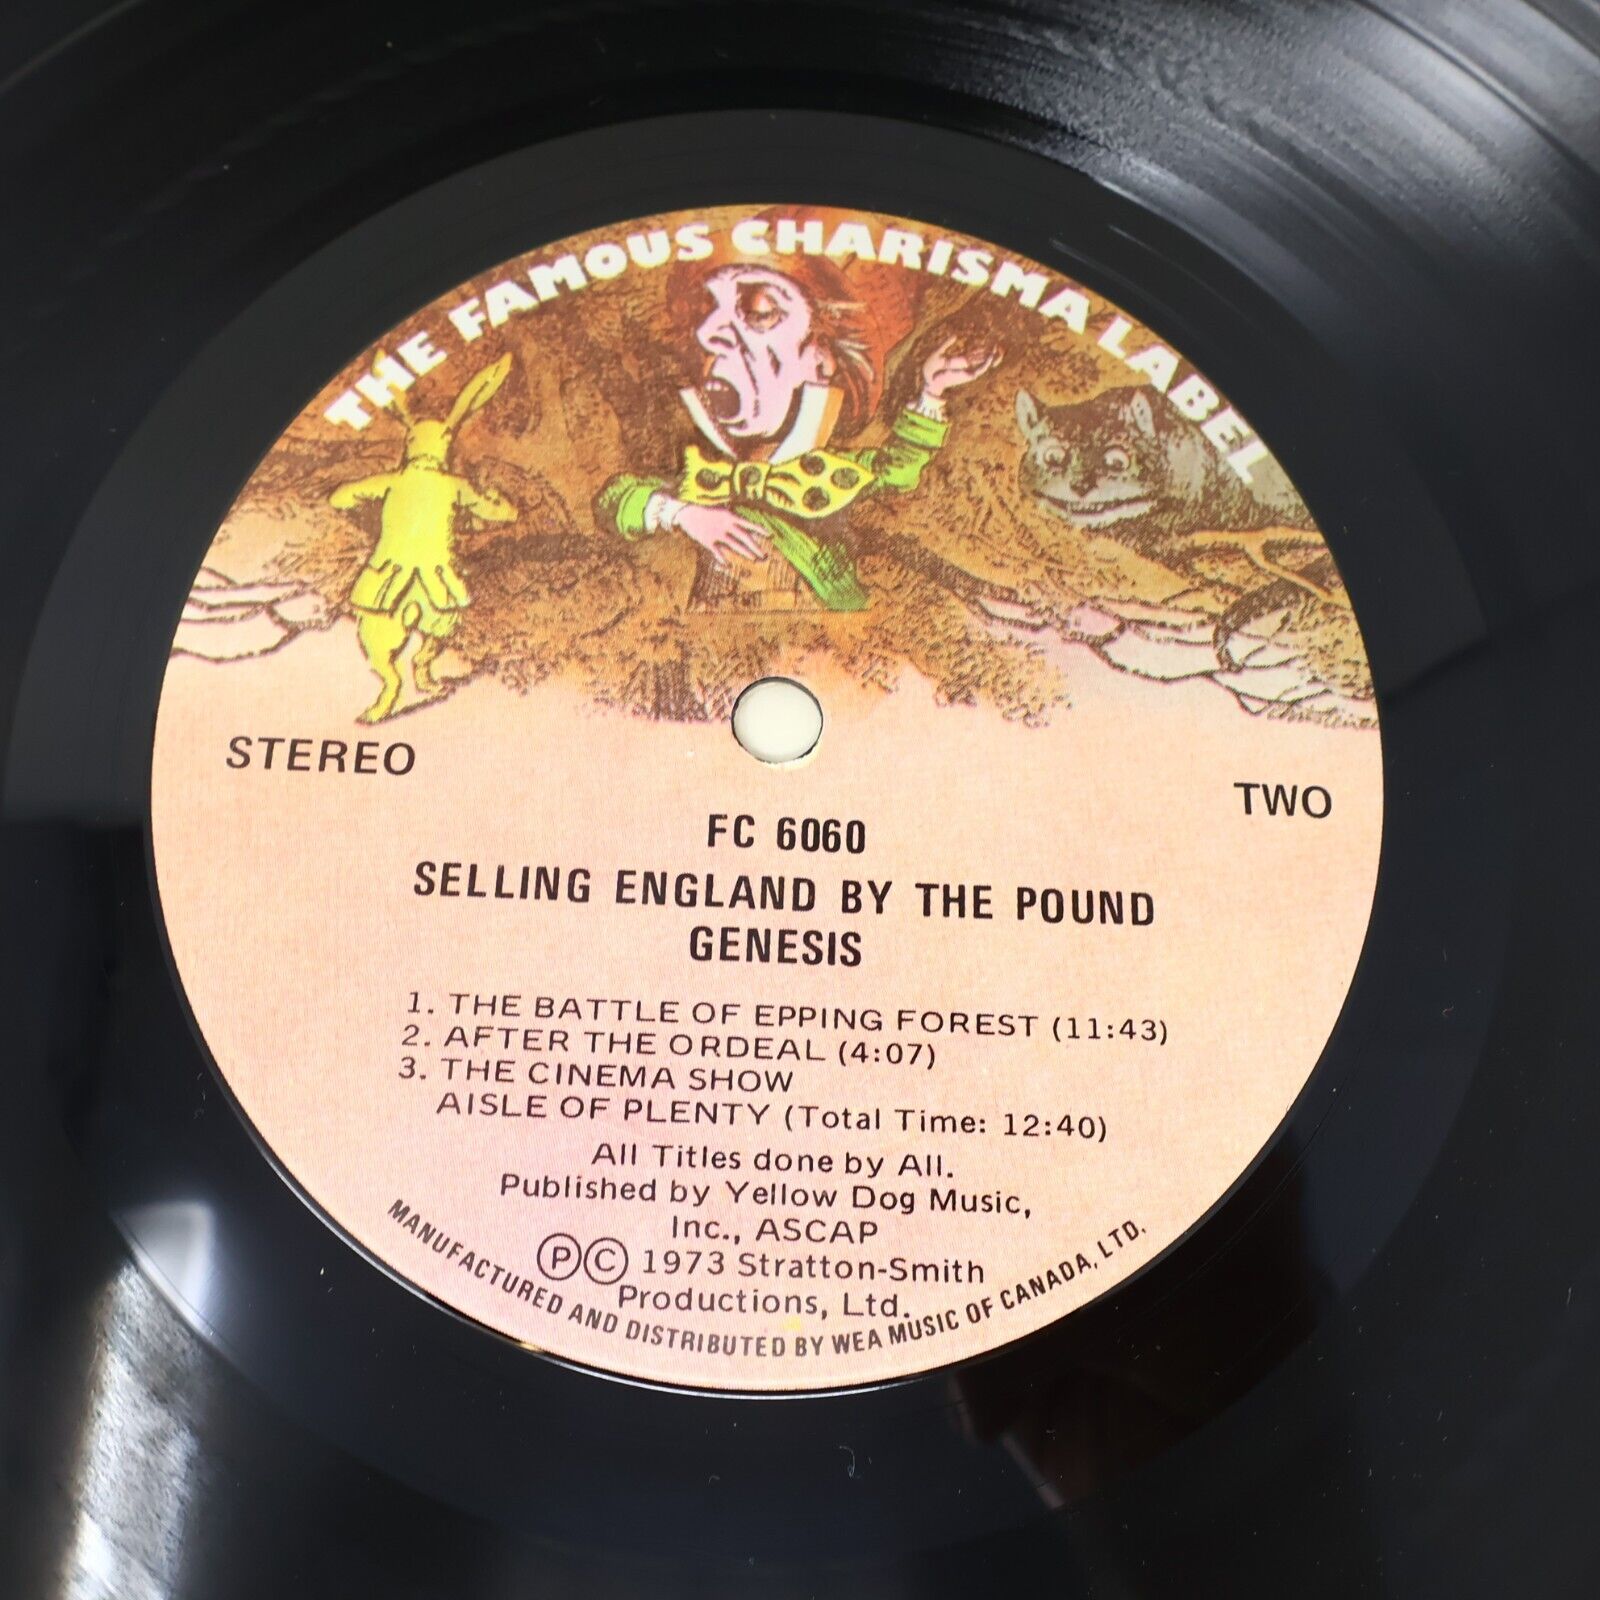 THE FAMOUS CHARISMA LABEL
STEREO
TWO
FC 6060
SELLING ENGLAND BY THE POUND
GENESIS
1. THE BATTLE OF EPPING FOREST (11:43)
2. AFTER THE ORDEAL (4:07)
3. THE CINEMA SHOW
AISLE OF PLENTY (Total Time: 12:40)
All Titles done by All.
Published by Yellow Dog Music,
Inc., ASCAP
Ⓟ© 1973 Stratton-Smith
Productions, Ltd.
MANUFACTURED AND DISTRIBUTED BY WEA MUSIC OF CANADA, LTD.